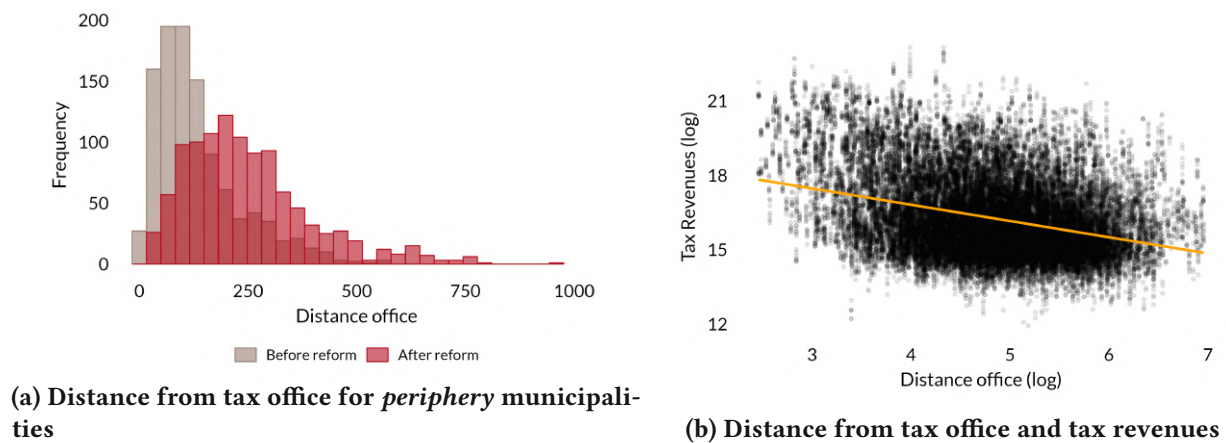 200
150
100
50
0
Frequency
0 250 500 750 1000
Distance office
Before reform After reform
(a) Distance from tax office for periphery municipali-
ties
21
18
15
12
Tax Revenues (log)
3 4 5 6 7
Distance office (log)
(b) Distance from tax office and tax revenues